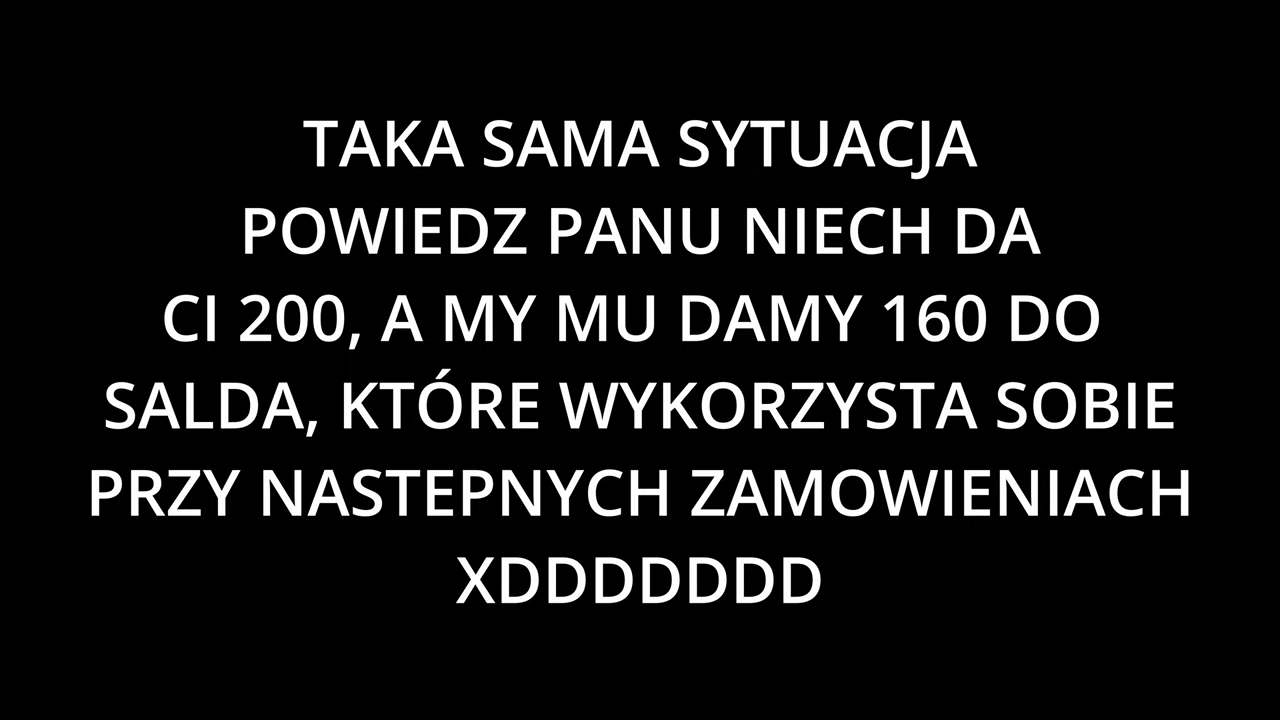 TAKA SAMA SYTUACJA
POWIEDZ PANU NIECH DA
CI 200, A MY MU DAMY 160 DO
SALDA, KTÓRE WYKORZYSTA SOBIE
PRZY NASTEPNYCH ZAMOWIENIACH
XDDDDDDD